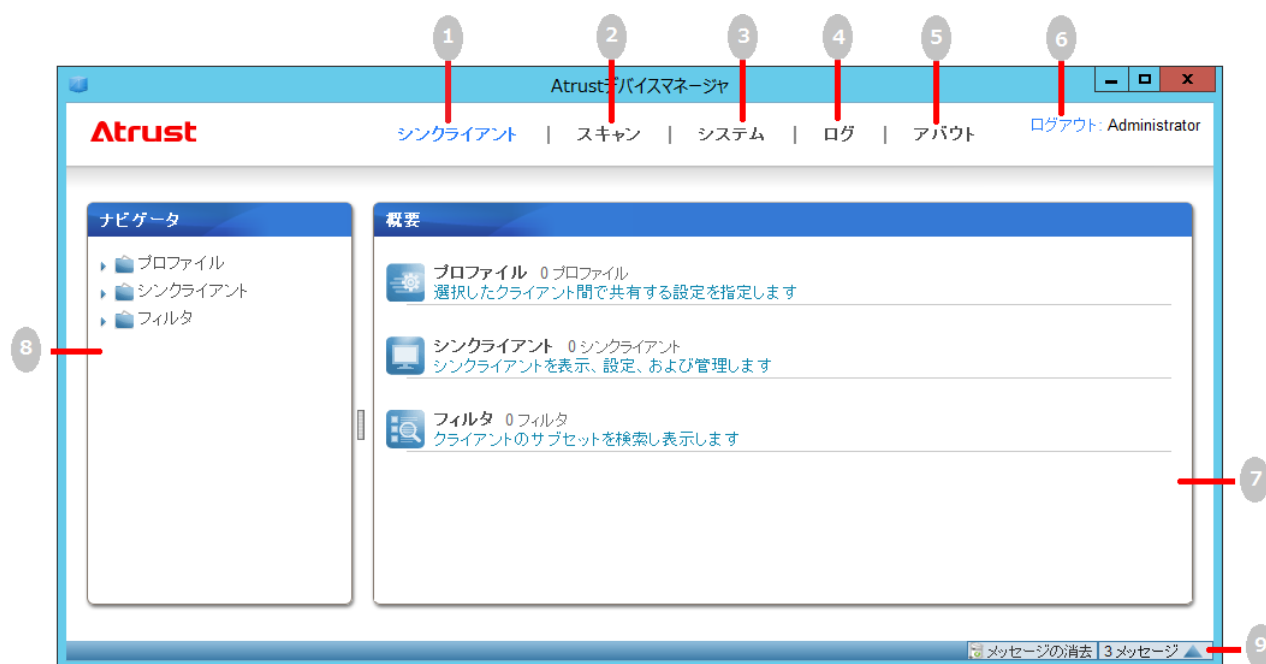 1 2 3 4 5 6
Atrustデバイスマネージャ
Atrust シンクライアント | スキャン | システム | ログ | アバウト ログアウト: Administrator
ナビゲータ
プロファイル
シンクライアント
フィルタ
8
概要
プロファイル 0 プロファイル
選択したクライアント間で共有する設定を指定します
シンクライアント 0 シンクライアント
シンクライアントを表示、設定、および管理します
フィルタ 0 フィルタ
クライアントのサブセットを検索し表示します
7
メッセージの消去 3 メッセージ
9